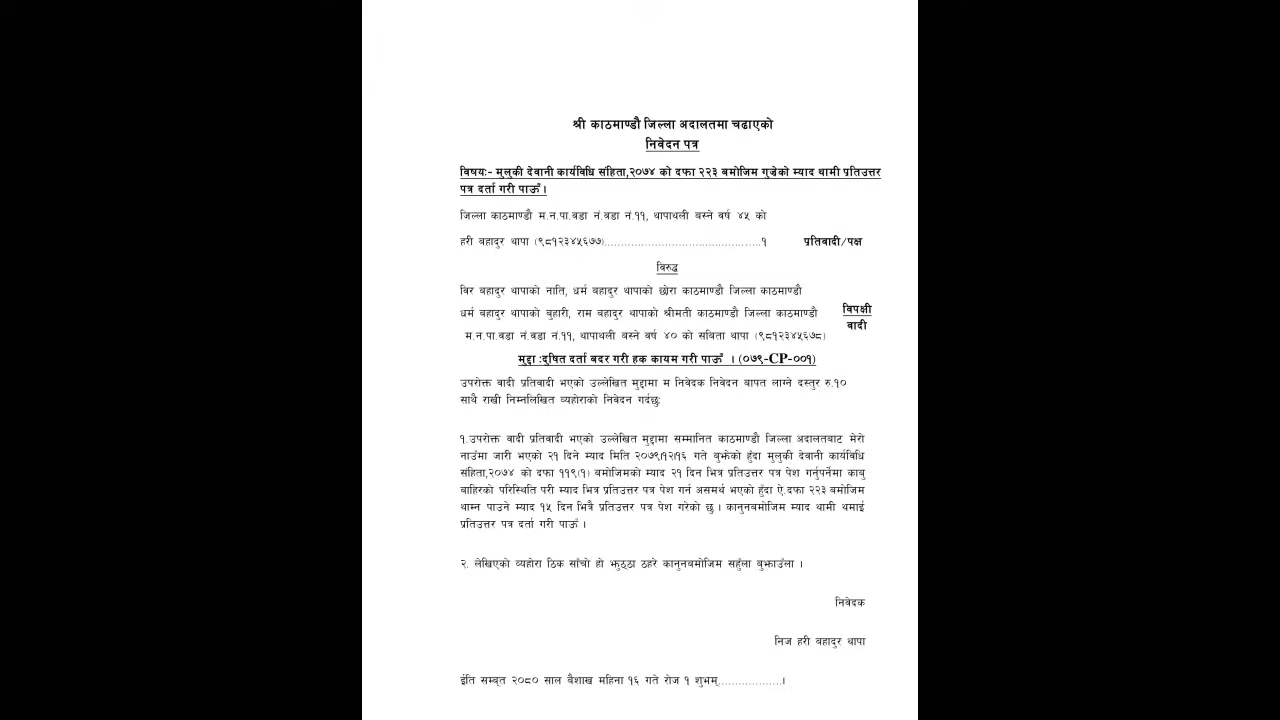 श्री काठमाण्डौ जिल्ला अदालतमा चढाएको
निवेदन पत्र
विषयः- मुलुकी देवानी कार्यविधि संहिता,२०७४ को दफा २२३ बमोजिम गुज्रेको म्याद थामी प्रतिउत्तर
पत्र दर्ता गरी पाऊँ ।
जिल्ला काठमाण्डौ म.न.पा.वडा नं.वडा नं.११, थापाथली बस्ने वर्ष ४५ को
हरी बहादुर थापा (९८१२३४५६७७)...............................................१ प्रतिवादी/पक्ष
विरुद्ध
विर बहादुर थापाको नाति, धर्म बहादुर थापाको छोरा काठमाण्डौ जिल्ला काठमाण्डौ
धर्म बहादुर थापाको बुहारी, राम बहादुर थापाको श्रीमती काठमाण्डौ जिल्ला काठमाण्डौ विपक्षी
वादी
म.न.पा.वडा नं.वडा नं.११, थापाथली बस्ने वर्ष ४० को सविता थापा (९८१२३४५६७८)
मुद्दा :दुषित दर्ता बदर गरी हक कायम गरी पाऊँ । (०७९-CP-००१)
उपरोक्त वादी प्रतिवादी भएको उल्लेखित मुद्दामा म निवेदक निवेदन बापत लाग्ने दस्तुर रु.१०
साथै राखी निम्नलिखित व्यहोराको निवेदन गर्दछुः
१.उपरोक्त वादी प्रतिवादी भएको उल्लेखित मुद्दामा सम्मानित काठमाण्डौ जिल्ला अदालतबाट मेरो
नाउँमा जारी भएको २१ दिने म्याद मिति २०७९।१२।१६ गते बुझेको हुँदा मुलुकी देवानी कार्यविधि
संहिता,२०७४ को दफा ११९(१) बमोजिमको म्याद २१ दिन भित्र प्रतिउत्तर पत्र पेश गर्नुपर्नेमा काबु
बाहिरको परिस्थिति परी म्याद भित्र प्रतिउत्तर पत्र पेश गर्न असमर्थ भएको हुँदा ऐ.दफा २२३ बमोजिम
थाम्न पाउने म्याद १५ दिन भित्रै प्रतिउत्तर पत्र पेश गरेको छु । कानुनबमोजिम म्याद थामी थमाई
प्रतिउत्तर पत्र दर्ता गरी पाऊँ ।
२. लेखिएको व्यहोरा ठिक साँचो हो झुठ्ठा ठहरे कानुनबमोजिम सहुँला बुझाउँला ।
निवेदक
निज हरी बहादुर थापा
ईति सम्बत् २०८० साल बैशाख महिना १६ गते रोज १ शुभम्...................।